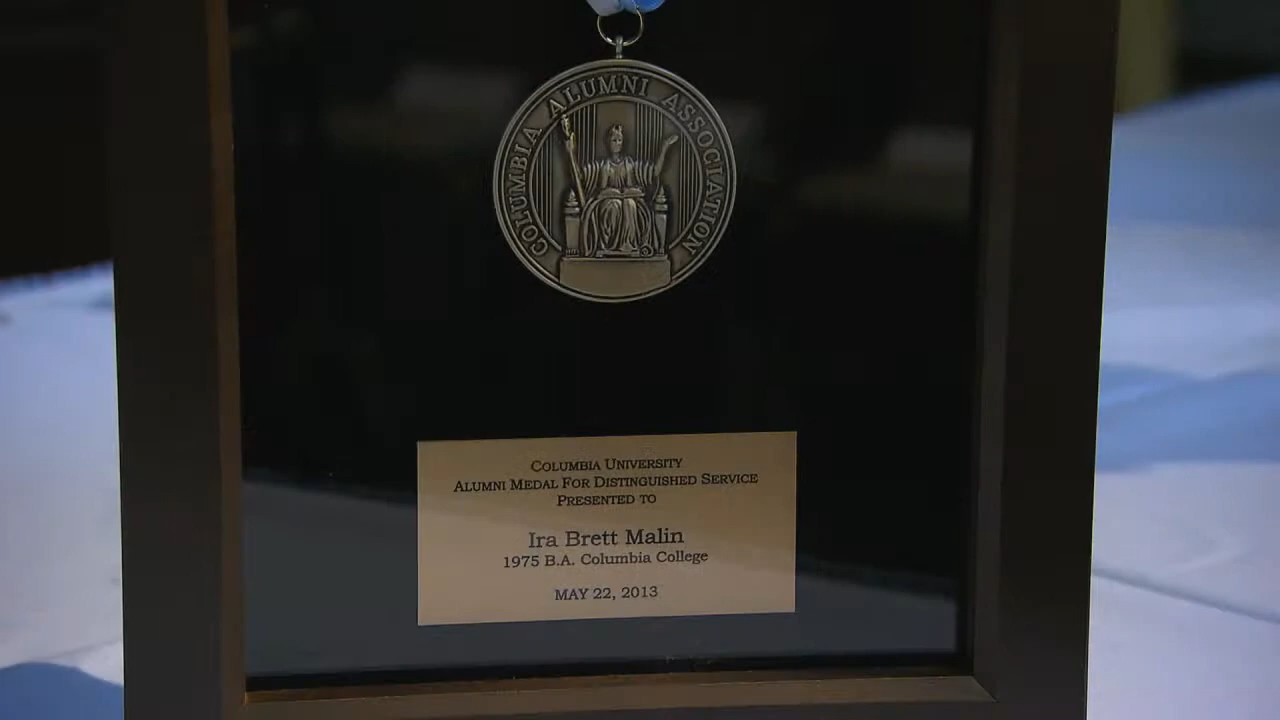 COLUMBIA ALUMNI ASSOCIATION
COLUMBIA UNIVERSITY
ALUMNI MEDAL FOR DISTINGUISHED SERVICE
PRESENTED TO
Ira Brett Malin
1975 B.A. Columbia College
MAY 22, 2013